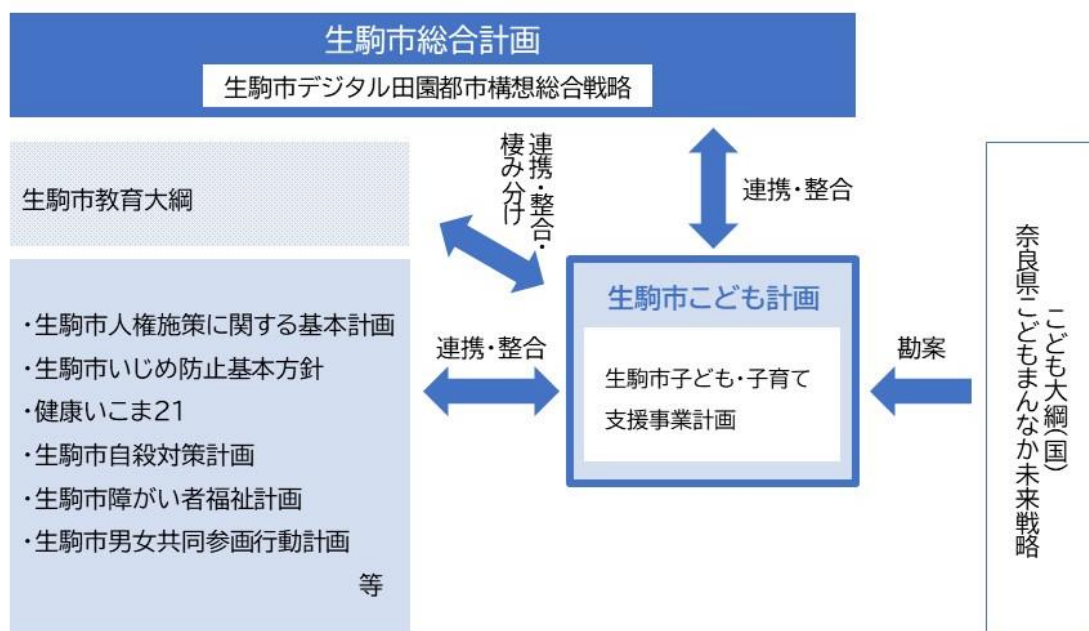 生駒市総合計画
生駒市デジタル田園都市構想総合戦略
生駒市教育大綱
連携・整合・
棲み分け
連携・整合
・生駒市人権施策に関する基本計画
・生駒市いじめ防止基本方針
・健康いこま21
・生駒市自殺対策計画
・生駒市障がい者福祉計画
・生駒市男女共同参画行動計画
等
連携・整合
生駒市こども計画
生駒市子ども・子育て
支援事業計画
勘案
こども大綱(国)
奈良県こどもまんなか未来戦略